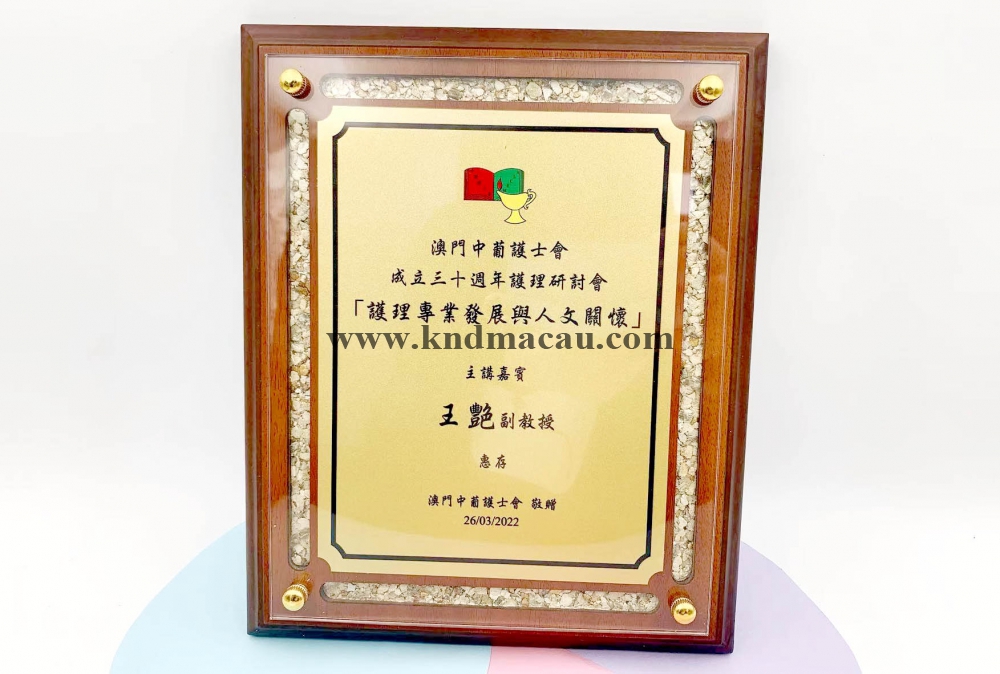 澳門中葡護士會
成立三十週年護理研討會
「護理專業發展與人文關懷」
www.kndmacau.com
主講嘉賓
王艷副教授
惠存
澳門中葡護士會 敬贈
26/03/2022